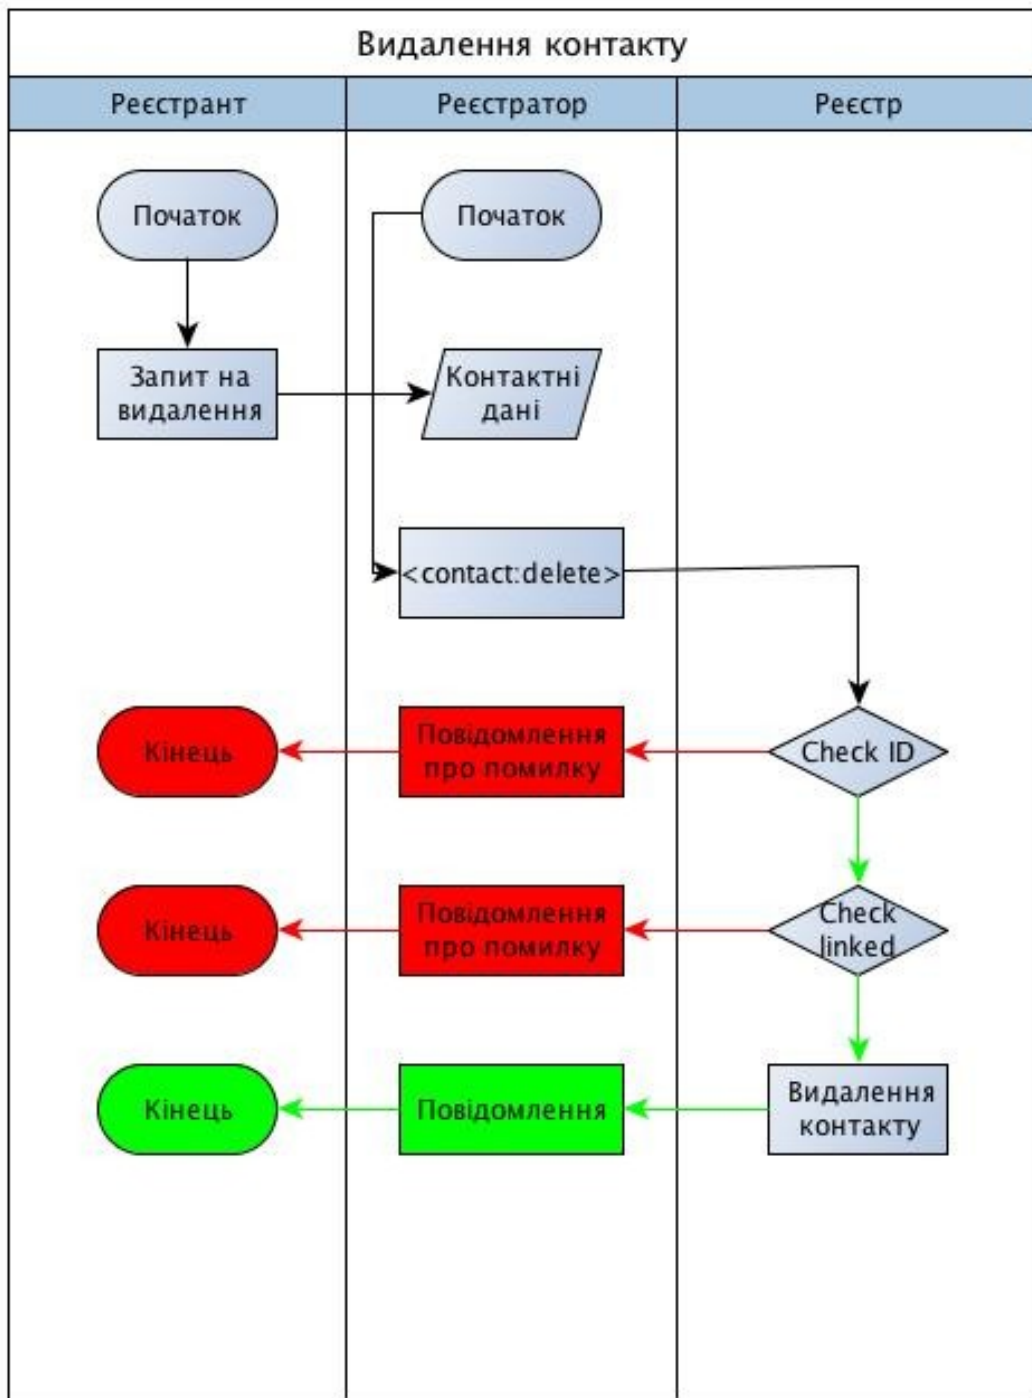 Видалення контакту
Реєстрант
Реєстратор
Реєстр
Початок
Початок
Запит на
видалення
Контактні
дані
<contact:delete>
Кінець
Повідомлення
про помилку
Check ID
Кінець
Повідомлення
про помилку
Check
linked
Кінець
Повідомлення
Видалення
контакту